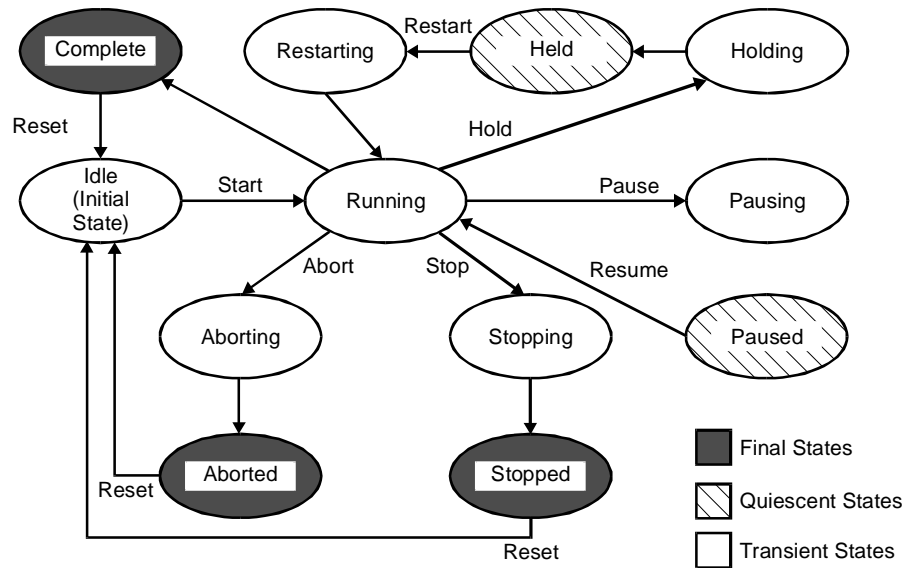 Complete
Restarting
Restart
Held
Holding
Reset
Hold
Idle
(Initial
State)
Start
Running
Pause
Pausing
Abort
Stop
Resume
Aborting
Stopping
Paused
Final States
Aborted
Stopped
Reset
Quiescent States
Reset
Transient States